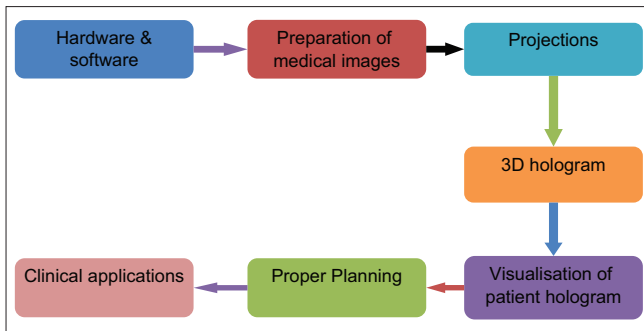 Hardware &
software
Preparation of
medical images
Projections
3D hologram
Visualisation of
patient hologram
Proper Planning
Clinical applications